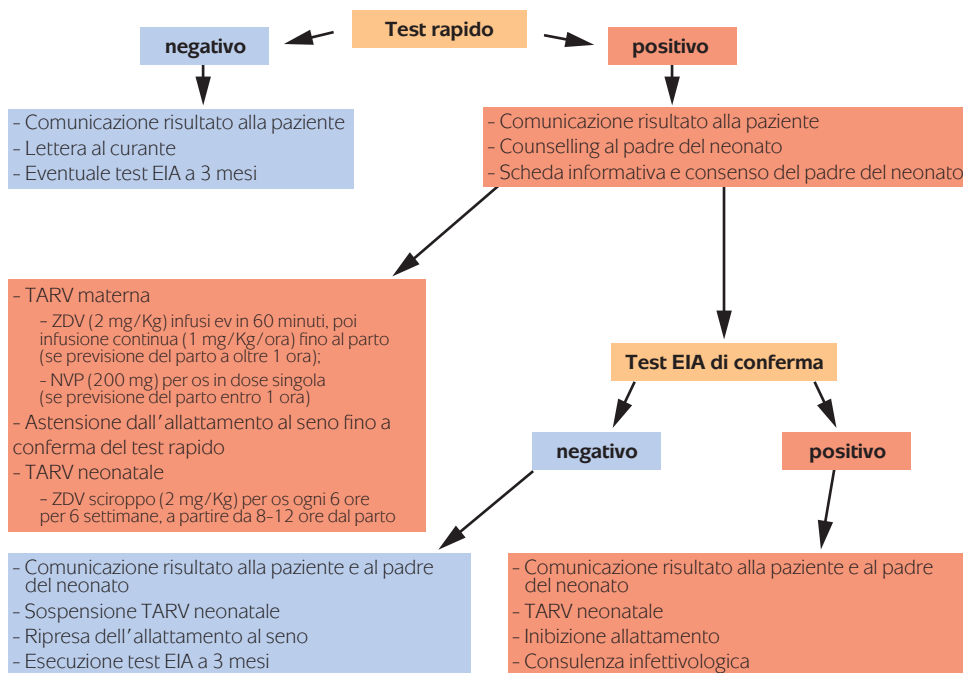 Test rapido
negativo
positivo
- Comunicazione risultato alla paziente
- Lettera al curante
- Eventuale test EIA a 3 mesi
- Comunicazione risultato alla paziente
- Counselling al padre del neonato
- Scheda informativa e consenso del padre del neonato
- TARV materna
- ZDV (2 mg/Kg) infusi ev in 60 minuti, poi
infusione continua (1 mg/Kg/ora) fino al parto
(se previsione del parto a oltre 1 ora);
- NVP (200 mg) per os in dose singola
(se previsione del parto entro 1 ora)
- Astensione dall'allattamento al seno fino a
conferma del test rapido
- TARV neonatale
- ZDV sciroppo (2 mg/Kg) per os ogni 6 ore
per 6 settimane, a partire da 8-12 ore dal parto
Test EIA di conferma
negativo
positivo
- Comunicazione risultato alla paziente e al padre
del neonato
- Sospensione TARV neonatale
- Ripresa dell'allattamento al seno
- Esecuzione test EIA a 3 mesi
- Comunicazione risultato alla paziente e al padre
del neonato
- TARV neonatale
- Inibizione allattamento
- Consulenza infettivologica